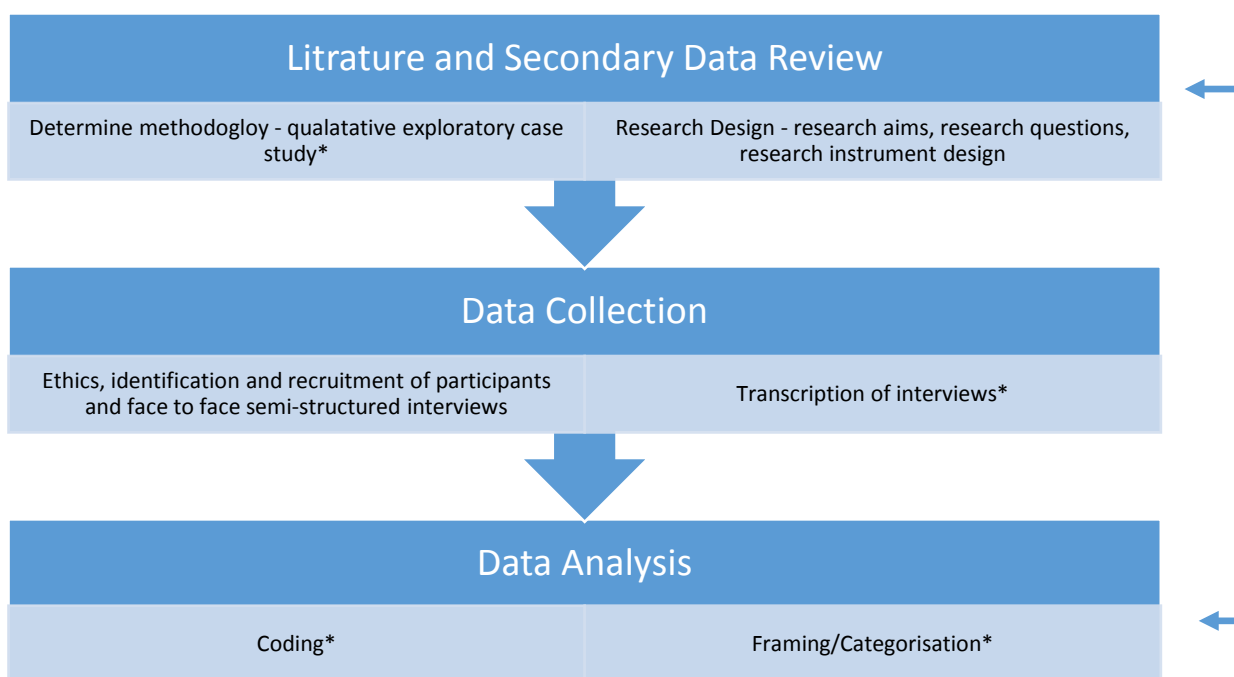 Litrature and Secondary Data Review
Determine methodogloy - qualatative exploratory case
study*
Research Design - research aims, research questions,
research instrument design
Data Collection
Ethics, identification and recruitment of participants
and face to face semi-structured interviews
Transcription of interviews*
Data Analysis
Coding*
Framing/Categorisation*